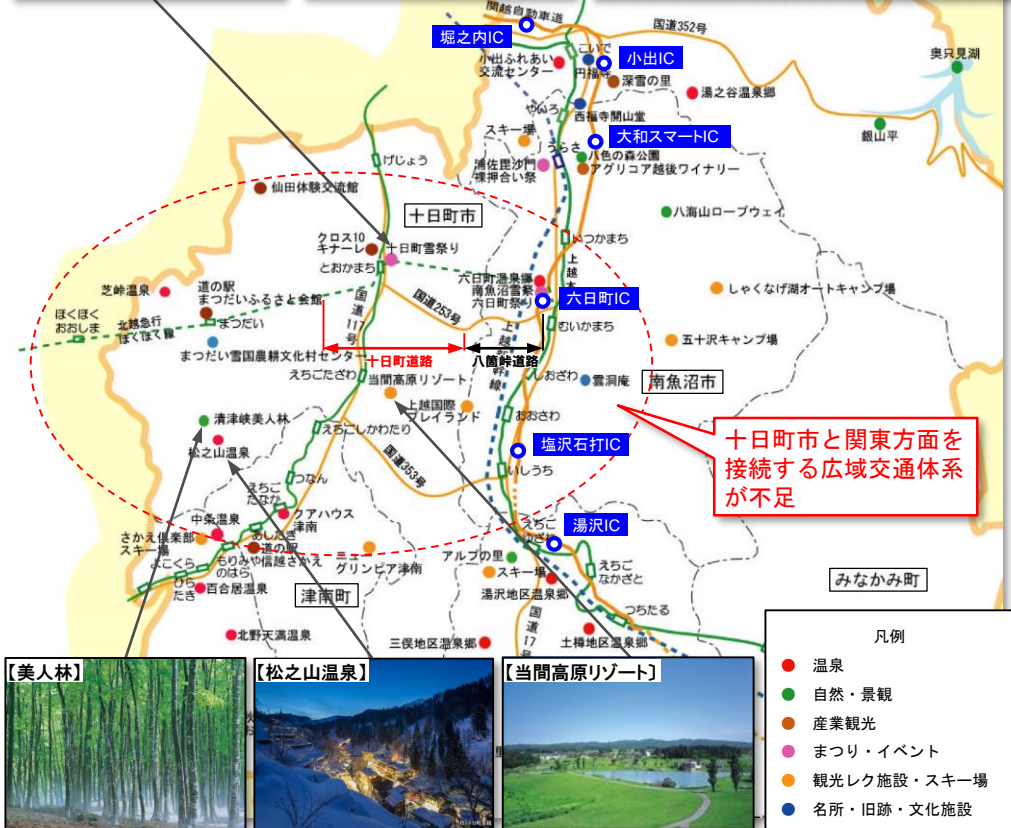 関越自動車道
国道352号
堀之内IC
こいで
小出IC
小出ふれあい
交流センター
円福寺
深雪の里
奥只見湖
湯之谷温泉郷
やいろ
西福寺開山堂
スキー場
大和スマートIC
銀山平
げじょう
うらさ
八色の森公園
浦佐毘沙門
裸押合い祭
アグリコア越後ワイナリー
仙田体験交流館
十日町市
八海山ロープウェイ
クロス10
キナーレ
十日町雪祭り
いつかまち
とおかまち
上越本
六日町温泉郷
南魚沼雪祭
六日町祭り
六日町IC
芝峠温泉
道の駅
まつだいふるさと会館
しゃくなげ湖オートキャンプ場
ほくほく
おおしま
北越急行
ほくほく線
まつだい
国道117号
国道253号
上越新幹線
むいかまち
まつだい雪国農耕文化村センター
十日町道路
八箇峠道路
五十沢キャンプ場
えちごたざわ
当間高原リゾート
しおざわ
雲洞庵
南魚沼市
上越国際
プレイランド
おおさわ
清津峡美人林
えちごしかわたり
松之山温泉
十日町市と関東方面を
接続する広域交通体系
が不足
塩沢石打IC
国道353号
いしうち
つなん
えちご
たなか
クアハウス
津南
中条温泉
さかえ倶楽部
スキー場
あしたき
道の駅
信越さかえ
ニュー
グリンピア津南
えちご
ゆざわ
湯沢IC
よこくら
もりみや
のはら
アルプの里
スキー場
えちご
なかざと
ひら
たき
百合居温泉
津南町
湯沢地区温泉郷
みなかみ町
つちたる
北野天満温泉
三俣地区温泉郷
国道17号
土樽地区温泉郷
【美人林】
【松之山温泉】
【当間高原リゾート】
凡例
温泉
自然・景観
産業観光
まつり・イベント
観光レク施設・スキー場
名所・旧跡・文化施設